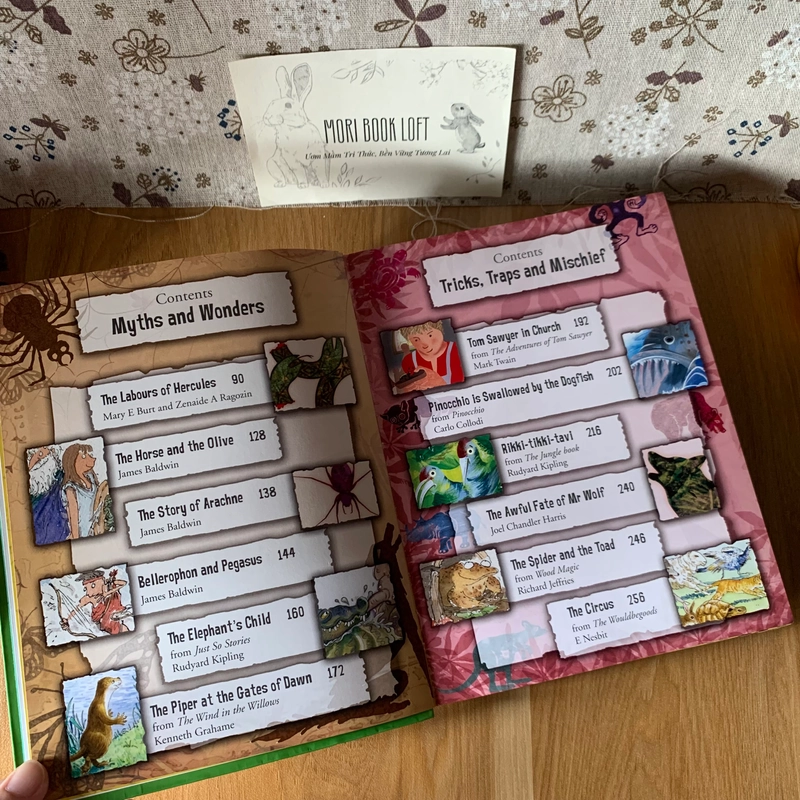 MORI BOOK LOFT
Ươm Mầm Tri Thức, Bền Vững Tương Lai
Contents
Myths and Wonders
The Labours of Hercules 90
Mary E Burt and Zenaide A Ragozin
The Horse and the Olive 128
James Baldwin
The Story of Arachne 138
James Baldwin
Bellerophon and Pegasus 144
James Baldwin
The Elephant's Child 160
from Just So Stories
Rudyard Kipling
The Piper at the Gates of Dawn 172
from The Wind in the Willows
Kenneth Grahame
Contents
Tricks, Traps and Mischief
Tom Sawyer in Church 192
from The Adventures of Tom Sawyer
Mark Twain
Pinocchio is Swallowed by the Dogfish 202
from Pinocchio
Carlo Collodi
Rikki-tikki-tavi 216
from The Jungle book
Rudyard Kipling
The Awful Fate of Mr Wolf 240
Joel Chandler Harris
The Spider and the Toad 246
from Wood Magic
Richard Jeffries
The Circus 256
from The Wouldbegoods
E Nesbit